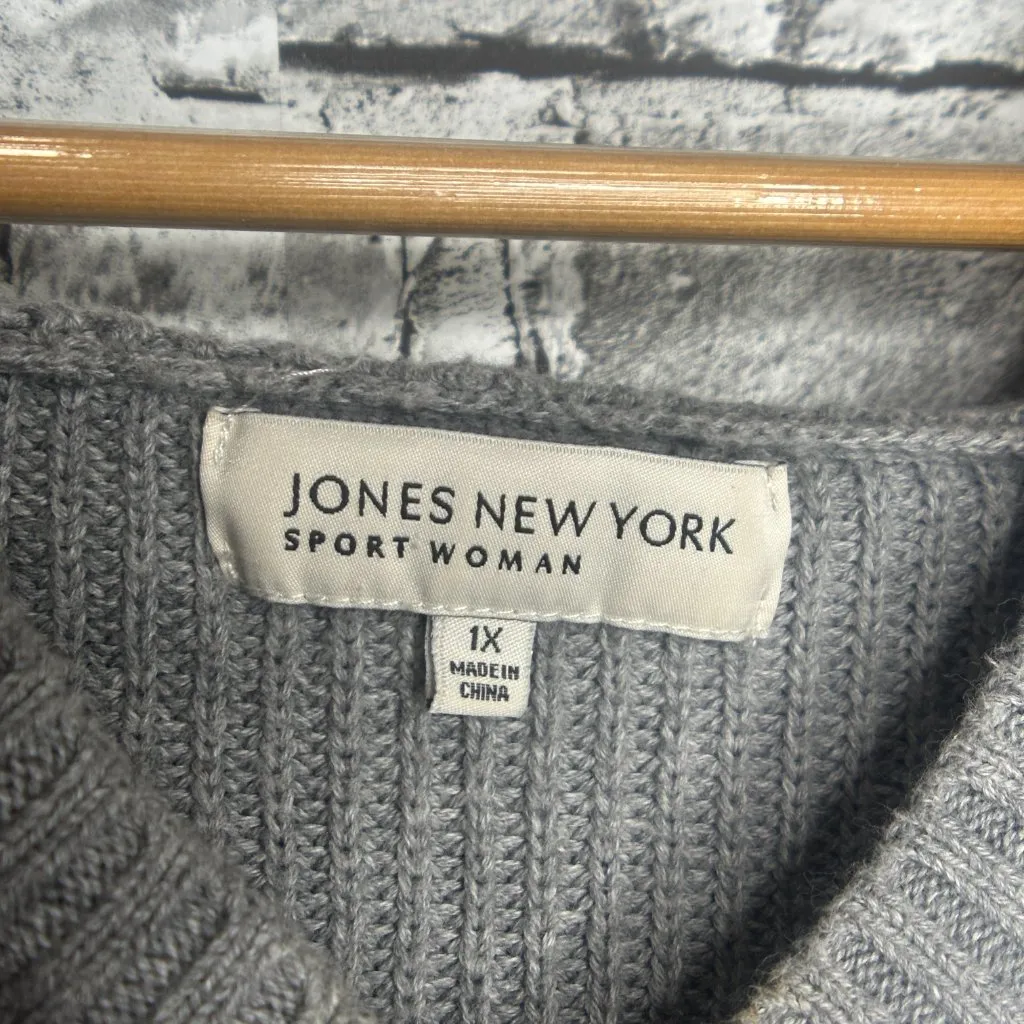 JONES NEW YORK
SPORT WOMAN
1X
MADE IN
CHINA